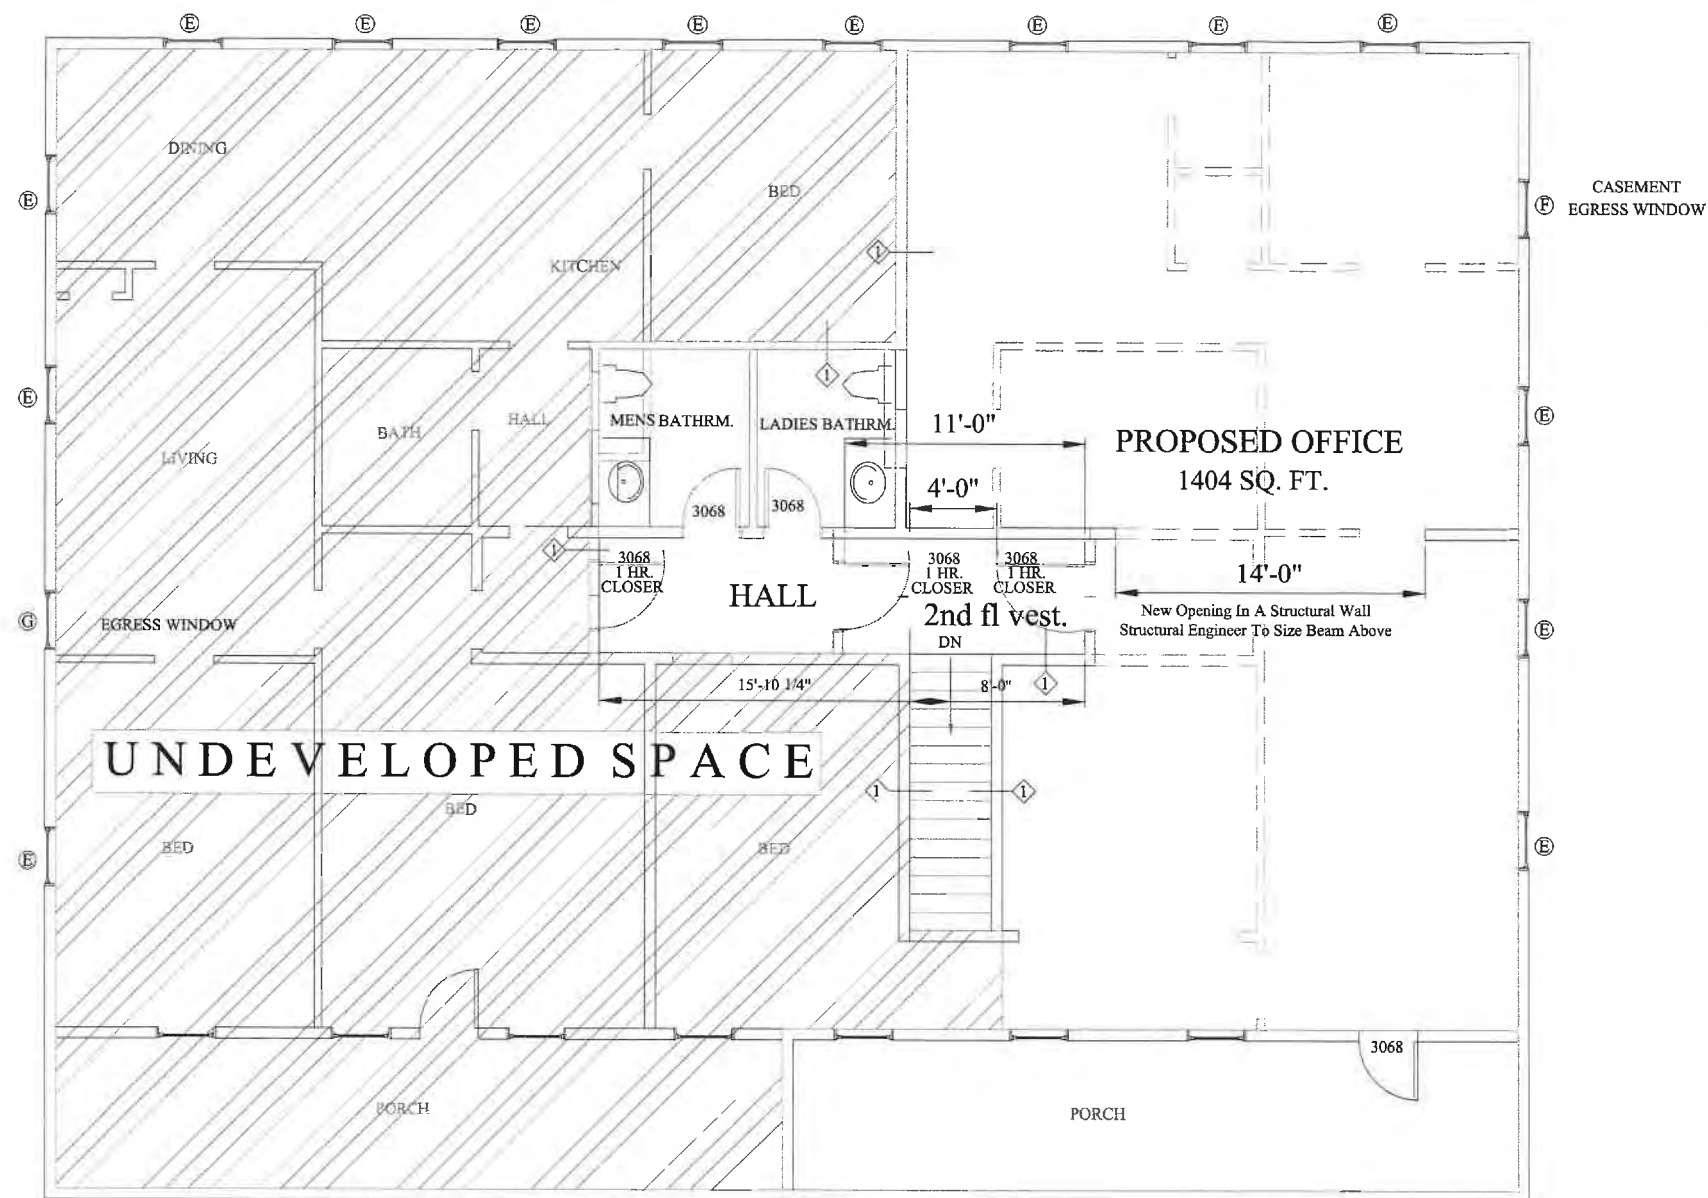 E E E E E E E E
DINING
BED
CASEMENT
EGRESS WINDOW
E
F
1
KITCHEN
1
E
E
HALL
MENS BATHRM.
LADIES BATHRM.
11'-0"
BATH
LIVING
PROPOSED OFFICE
1404 SQ. FT.
4'-0"
3068
3068
1
3068
1 HR.
CLOSER
3068
1 HR.
CLOSER
3068
1 HR.
CLOSER
HALL
14'-0"
2nd fl vest.
New Opening In A Structural Wall
Structural Engineer To Size Beam Above
G
EGRESS WINDOW
E
DN
15'-10 1/4"
8'-0"
1
UNDEVELOPED SPACE
1
1
BED
BED
BED
E
E
3068
PORCH
PORCH